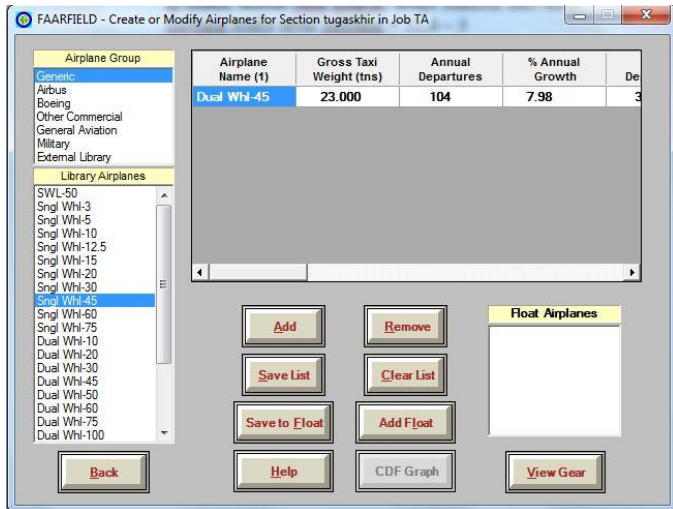 FAARFIELD - Create or Modify Airplanes for Section tugaskhir in Job TA
Airplane Group
Generic
Airbus
Boeing
Other Commercial
General Aviation
Military
External Library
Library Airplanes
SWL-50
Sngl Whl-3
Sngl Whl-5
Sngl Whl-10
Sngl Whl-12.5
Sngl Whl-15
Sngl Whl-20
Sngl Whl-30
Sngl Whl-45
Sngl Whl-60
Sngl Whl-75
Dual Whl-10
Dual Whl-20
Dual Whl-30
Dual Whl-45
Dual Whl-50
Dual Whl-60
Dual Whl-75
Dual Whl-100
Airplane Name (1) Gross Taxi Weight (tns) Annual Departures % Annual Growth De
Dual Whl-45 23.000 104 7.98 3
Add Remove
Save List Clear List
Save to Float Add Float
Help CDF Graph
Float Airplanes
Back
View Gear